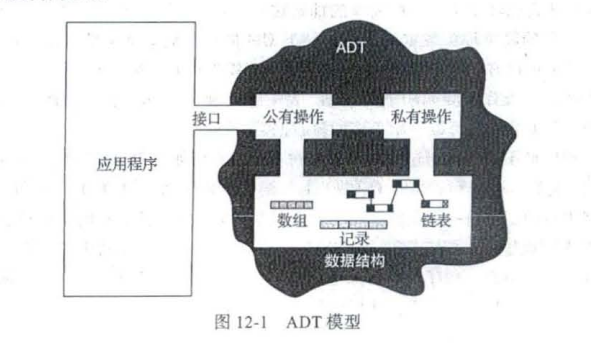 ADT
接口
公有操作
私有操作
应用程序
数组
链表
记录
数据结构
图 12-1 ADT 模型